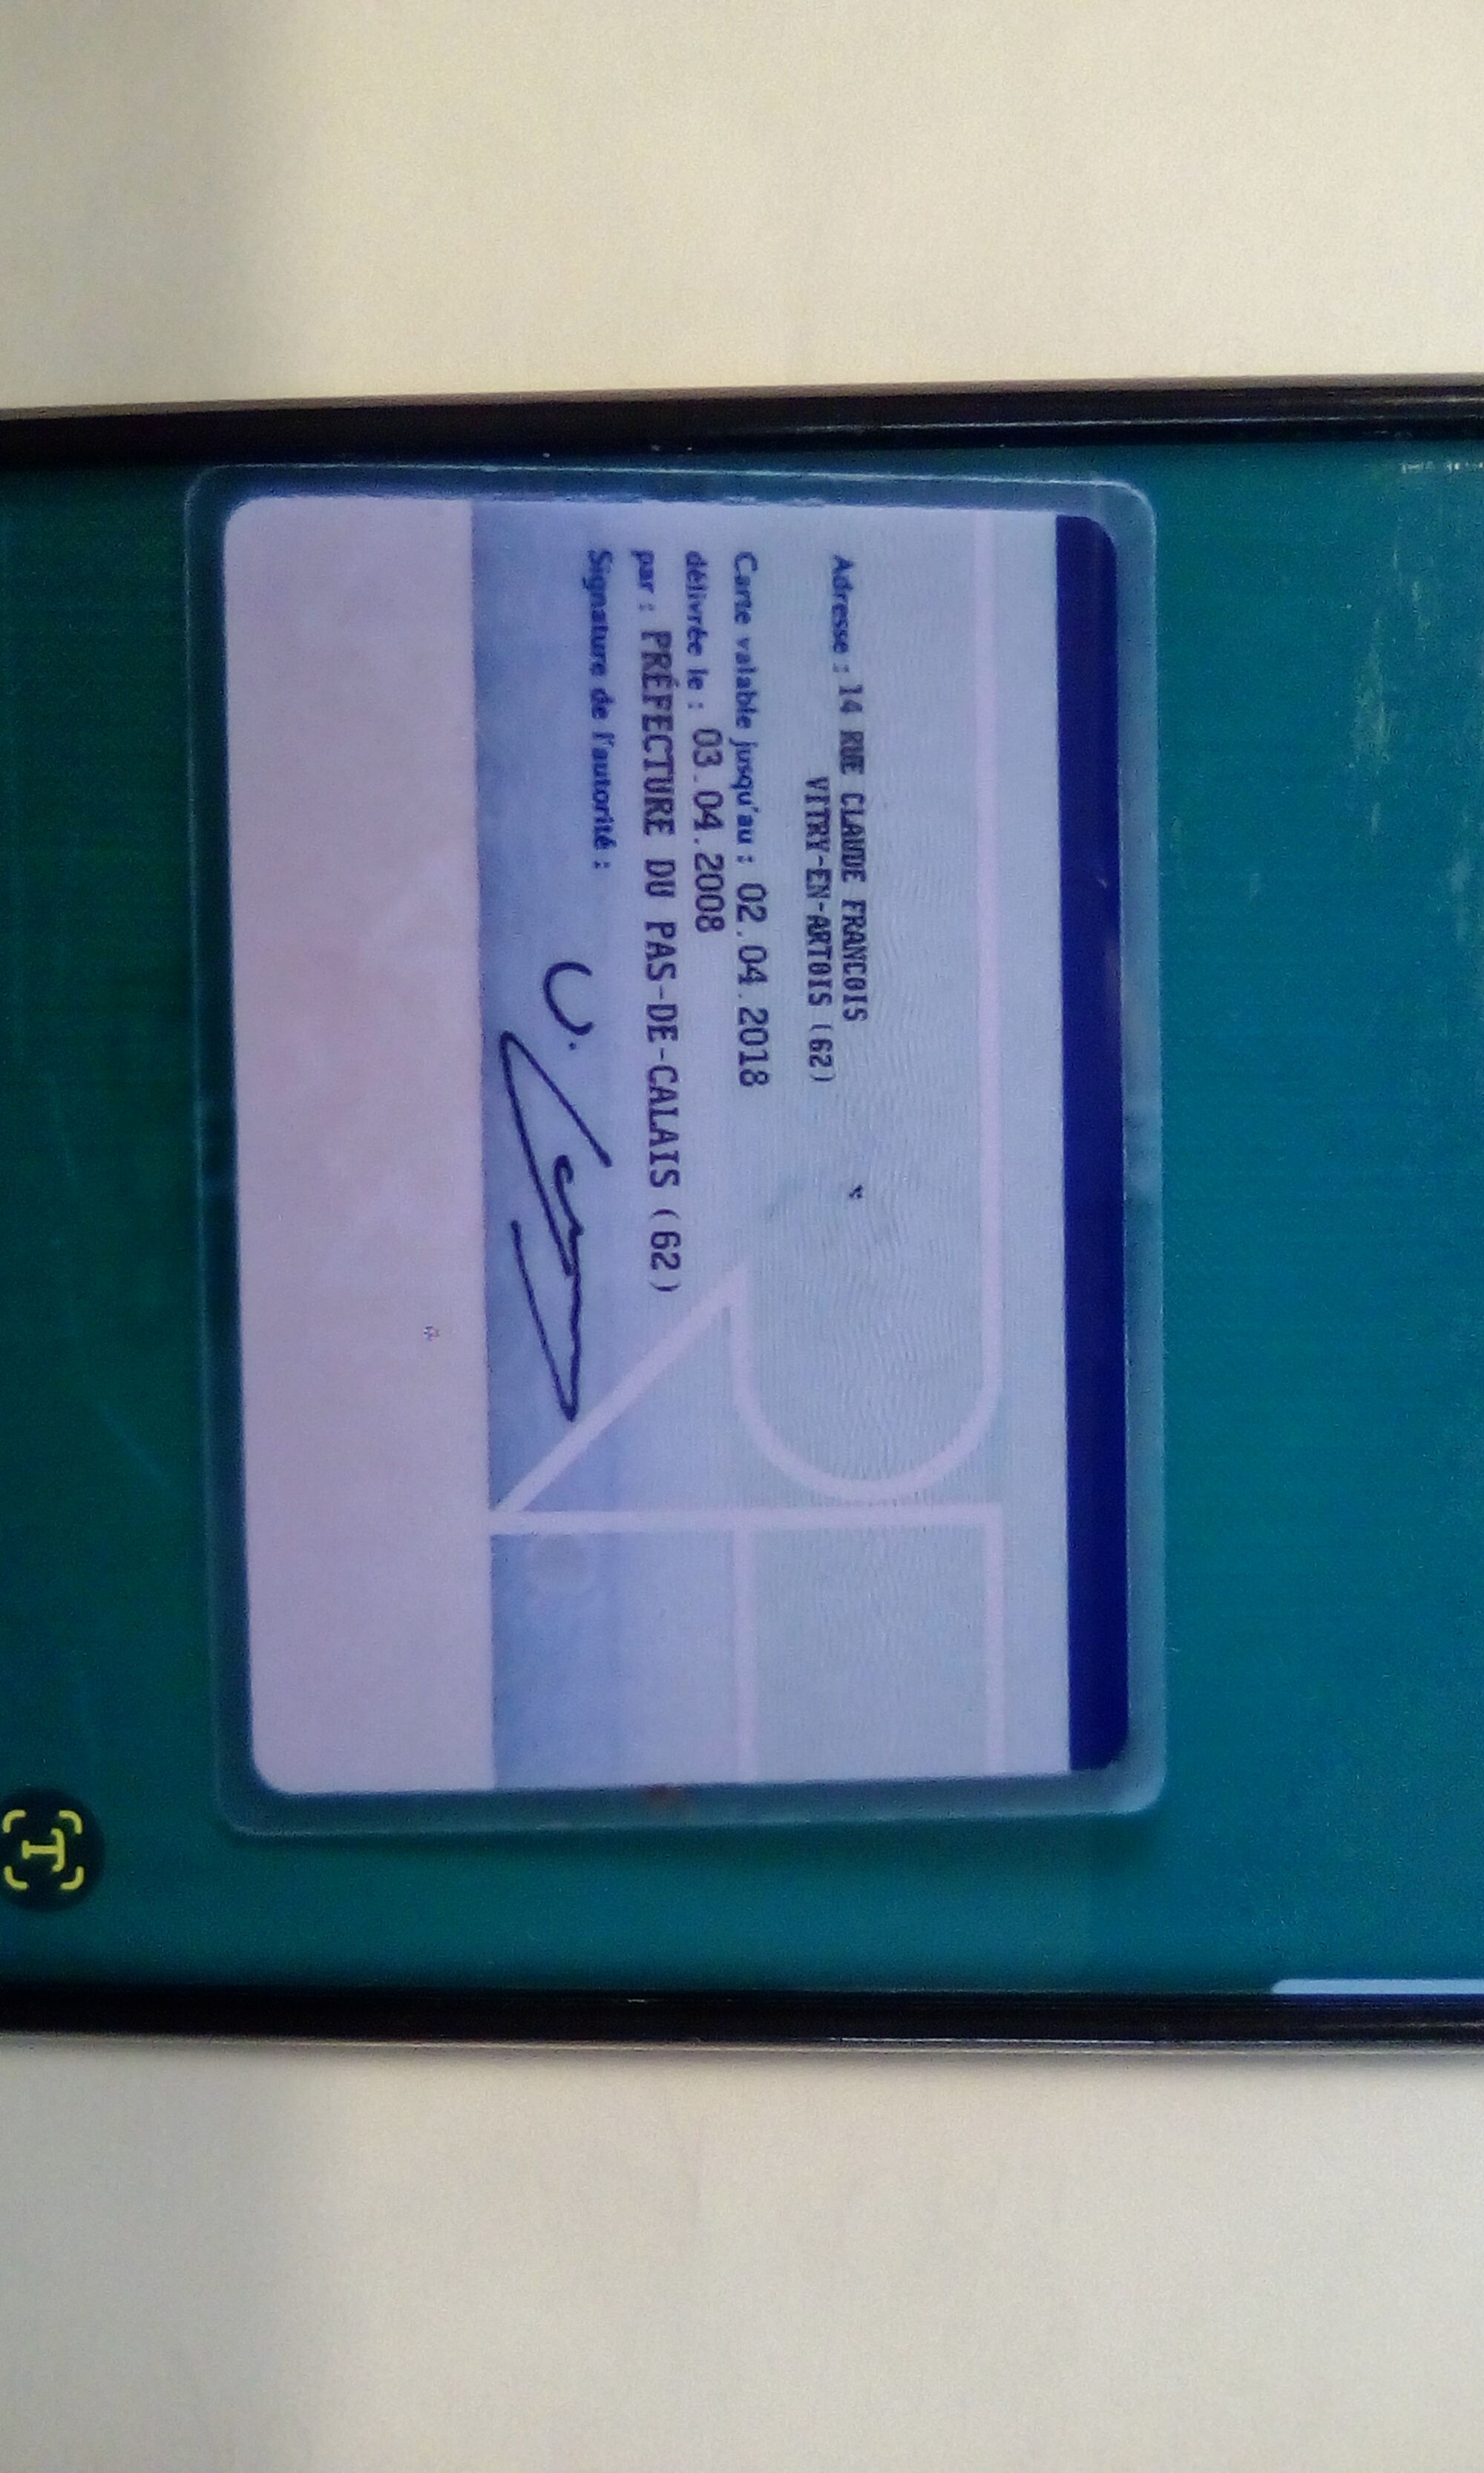 Adresse : 14 RUE CLAUDE FRANCOIS
VITRY-EN-ARTOIS (62)
Carte valable jusqu'au : 02.04.2018
délivrée le : 03.04.2008
par : PRÉFECTURE DU PAS-DE-CALAIS (62)
Signature de l'autorité :